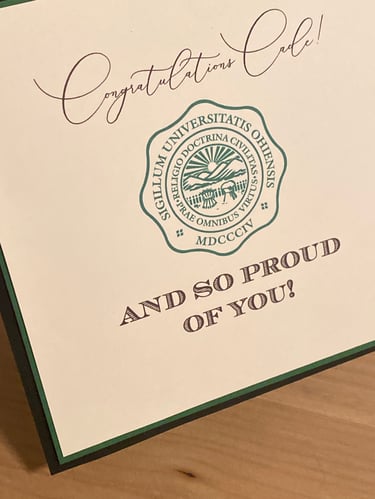 Congratulations Cade!
SIGILLUM UNIVERSITATIS OHIENSIS
RELIGIO DOCTRINA CIVILITAS
PRAE OMNIBUS VIRTUS
MDCCCIV
AND SO PROUD
OF YOU!